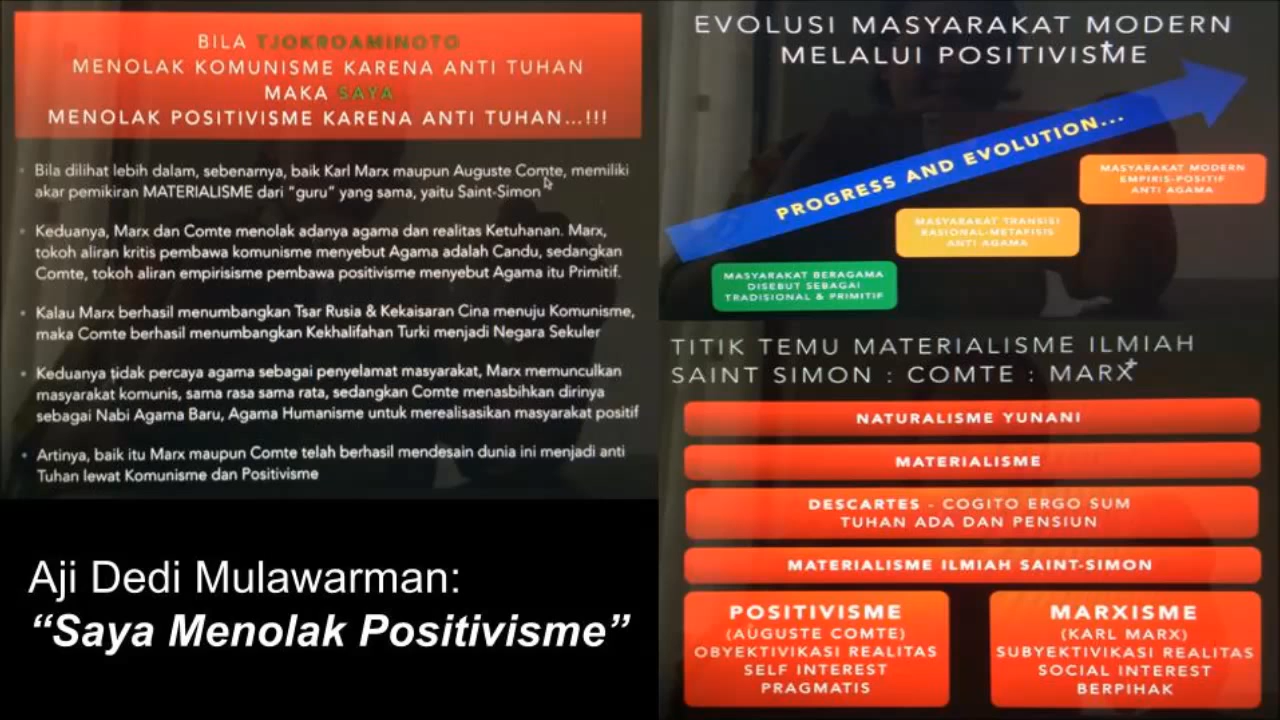 BILA TJOKROAMINOTO
MENOLAK KOMUNISME KARENA ANTI TUHAN
MAKA SAYA
MENOLAK POSITIVISME KARENA ANTI TUHAN...!!!
• Bila dilihat lebih dalam, sebenarnya, baik Karl Marx maupun Auguste Comte, memiliki
akar pemikiran MATERIALISME dari "guru" yang sama, yaitu Saint-Simon
• Keduanya, Marx dan Comte menolak adanya agama dan realitas Ketuhanan. Marx,
tokoh aliran kritis pembawa komunisme menyebut Agama adalah Candu, sedangkan
Comte, tokoh aliran empirisisme pembawa positivisme menyebut Agama itu Primitif.
• Kalau Marx berhasil menumbangkan Tsar Rusia & Kekaisaran Cina menuju Komunisme,
maka Comte berhasil menumbangkan Kekhalifahan Turki menjadi Negara Sekuler
• Keduanya tidak percaya agama sebagai penyelamat masyarakat, Marx memunculkan
masyarakat komunis, sama rasa sama rata, sedangkan Comte menasbihkan dirinya
sebagai Nabi Agama Baru, Agama Humanisme untuk merealisasikan masyarakat positif
• Artinya, baik itu Marx maupun Comte telah berhasil mendesain dunia ini menjadi anti
Tuhan lewat Komunisme dan Positivisme
Aji Dedi Mulawarman:
"Saya Menolak Positivisme"
EVOLUSI MASYARAKAT MODERN
MELALUI POSITIVISME
PROGRESS AND EVOLUTION...
MASYARAKAT MODERN
EMPIRIS-POSITIF
ANTI AGAMA
MASYARAKAT TRANSISI
RASIONAL-METAFISIS
ANTI AGAMA
MASYARAKAT BERAGAMA
DISEBUT SEBAGAI
TRADISIONAL & PRIMITIF
TITIK TEMU MATERIALISME ILMIAH
SAINT SIMON : COMTE : MARX
NATURALISME YUNANI
MATERIALISME
DESCARTES - COGITO ERGO SUM
TUHAN ADA DAN PENSIUN
MATERIALISME ILMIAH SAINT-SIMON
POSITIVISME
(AUGUSTE COMTE)
OBYEKTIVIKASI REALITAS
SELF INTEREST
PRAGMATIS
MARXISME
(KARL MARX)
SUBYEKTIVIKASI REALITAS
SOCIAL INTEREST
BERPIHAK